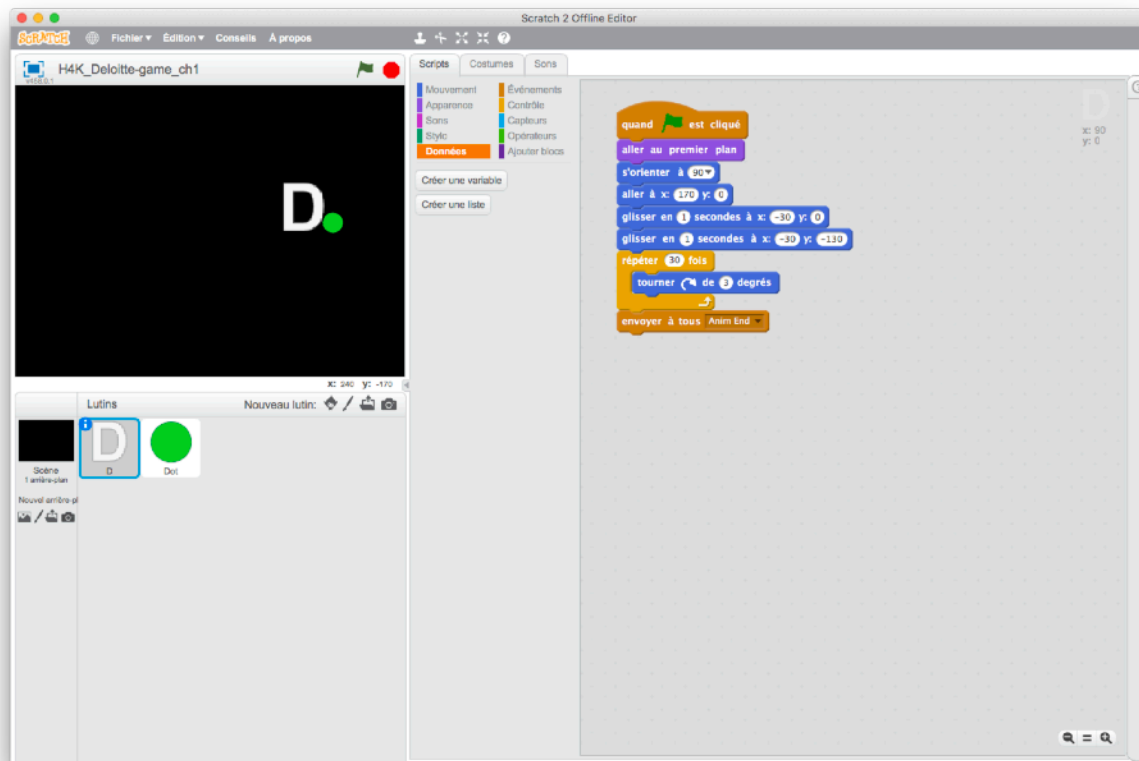 Scratch 2 Offline Editor
SCRATCH Fichier Édition Conseils À propos
H4K_Deloitte-game_ch1
v456.0.1
D
x: 240 y: -170
Lutins Nouveau lutin:
Scène
1 arrière-plan
Nouvel arrière-pl
D
D
Dot
Scripts Costumes Sons
Mouvement Événements
Apparence Contrôle
Sons Capteurs
Stylo Opérateurs
Données Ajouter blocs
Créer une variable
Créer une liste
quand est cliqué
aller au premier plan
s'orienter à 90
aller à x: 170 y: 0
glisser en 1 secondes à x: -30 y: 0
glisser en 1 secondes à x: -30 y: -130
répéter 30 fois
tourner de 3 degrés
envoyer à tous Anim End
D
x: 90
y: 0